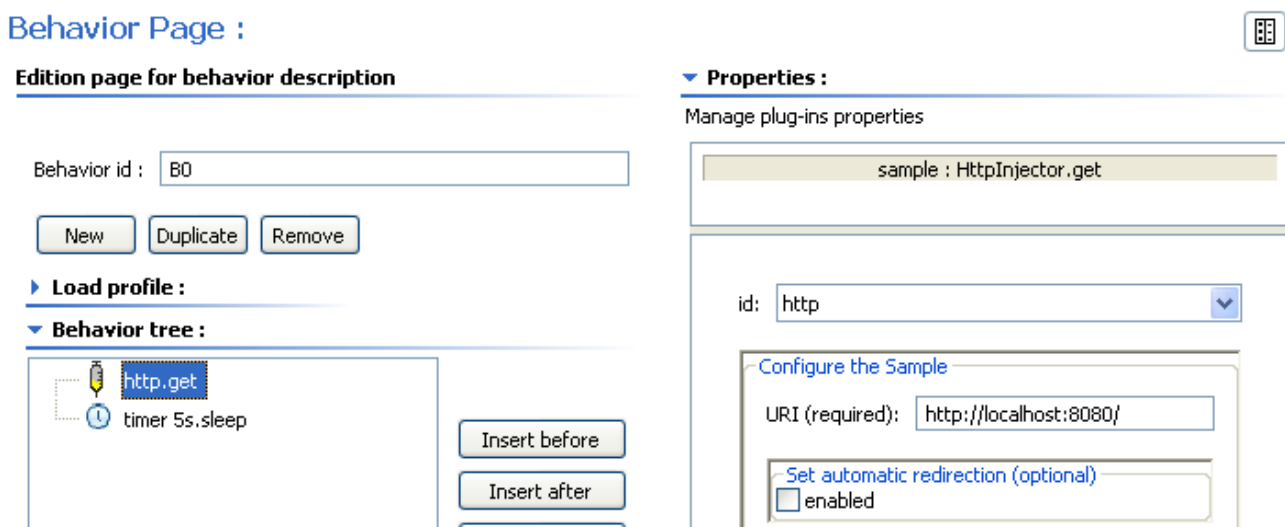 Behavior Page :
Edition page for behavior description
Behavior id :
B0
New
Duplicate
Remove
Load profile :
Behavior tree :
http.get
timer 5s.sleep
Insert before
Insert after
Properties :
Manage plug-ins properties
sample : HttpInjector.get
id:
http
Configure the Sample
URI (required):
http://localhost:8080/
Set automatic redirection (optional)
enabled